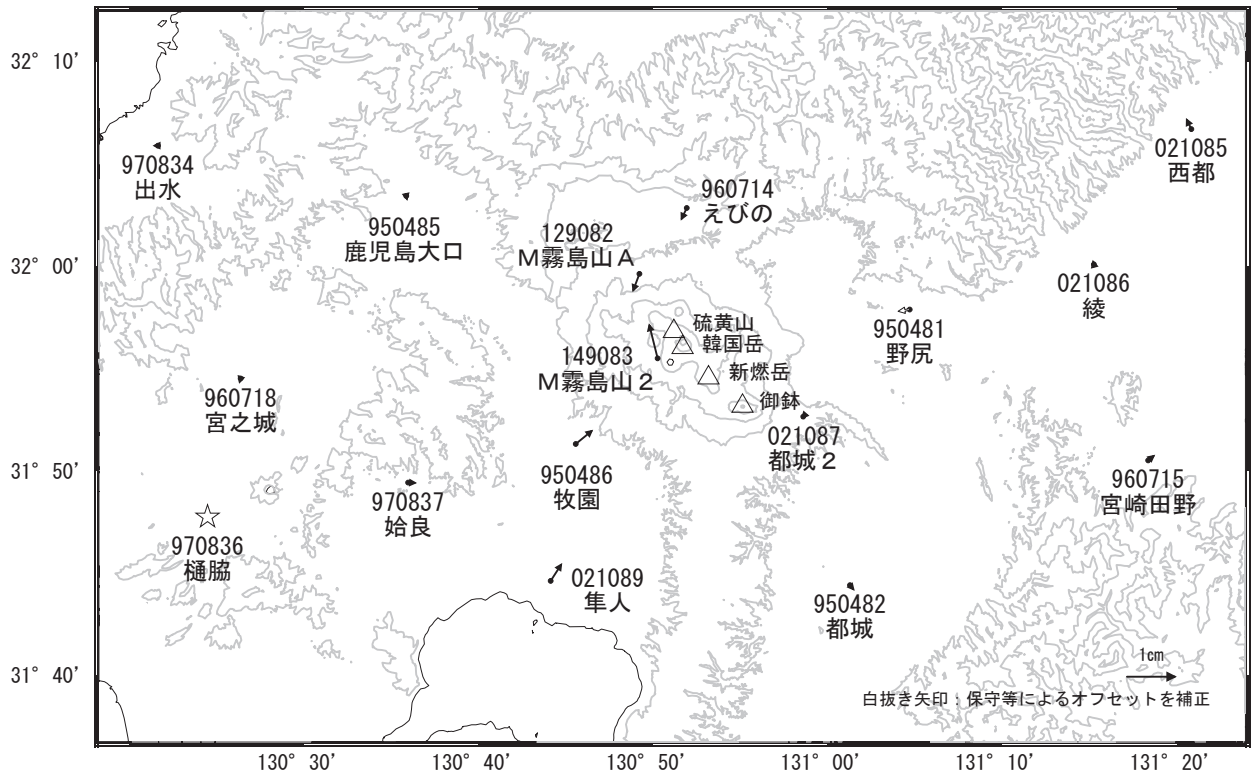 32° 10’
021085
西都
970834
出水
960714
えびの
950485
鹿児島大口
129082
Ｍ霧島山Ａ
32° 00’
021086
綾
950481
野尻
硫黄山
韓国岳
149083
Ｍ霧島山２
新燃岳
御鉢
960718
宮之城
021087
都城２
31° 50’
950486
牧園
960715
宮崎田野
970837
姶良
970836
樋脇
021089
隼人
950482
都城
31° 40’
1cm
白抜き矢印：保守等によるオフセットを補正
130° 30’
130° 40’
130° 50’
131° 00’
131° 10’
131° 20’